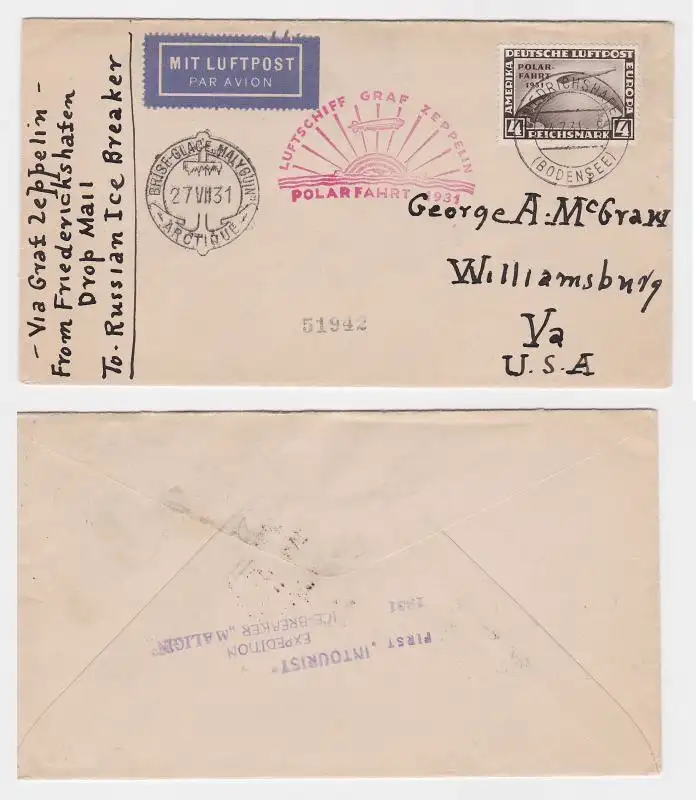 MIT LUFTPOST
PAR AVION
LUFTSCHIFF GRAF ZEPPELIN
POLARFAHRT 1931
DEUTSCHE LUFTPOST
POLAR-
FAHRT
1931
AMERIKA
EUROPA
4 REICHSMARK 4
FRIEDRICHSHAFEN
(BODENSEE)
BRISE-GLACE MALYGUIN
27 VII 31
ARCTIQUE
- Via Graf Zeppelin -
From Friederickshafen
Drop Mail
To - Russian Ice Breaker
George A. McGraw
Williamsburg
Va
U.S.A
51942
FIRST „INTOURIST"
EXPEDITION
ICE-BREAKER „MALIGIN"
1931